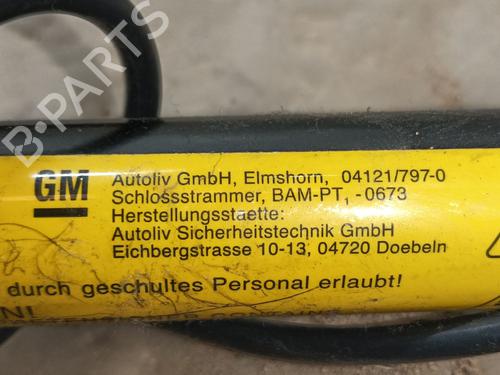 B-PARTS
GM
Autoliv GmbH, Elmshorn, 04121/797-0
Schlossstrammer, BAM-PT, -0673
Herstellungsstaette:
Autoliv Sicherheitstechnik GmbH
Eichbergstrasse 10-13, 04720 Doebeln
durch geschultes Personal erlaubt!